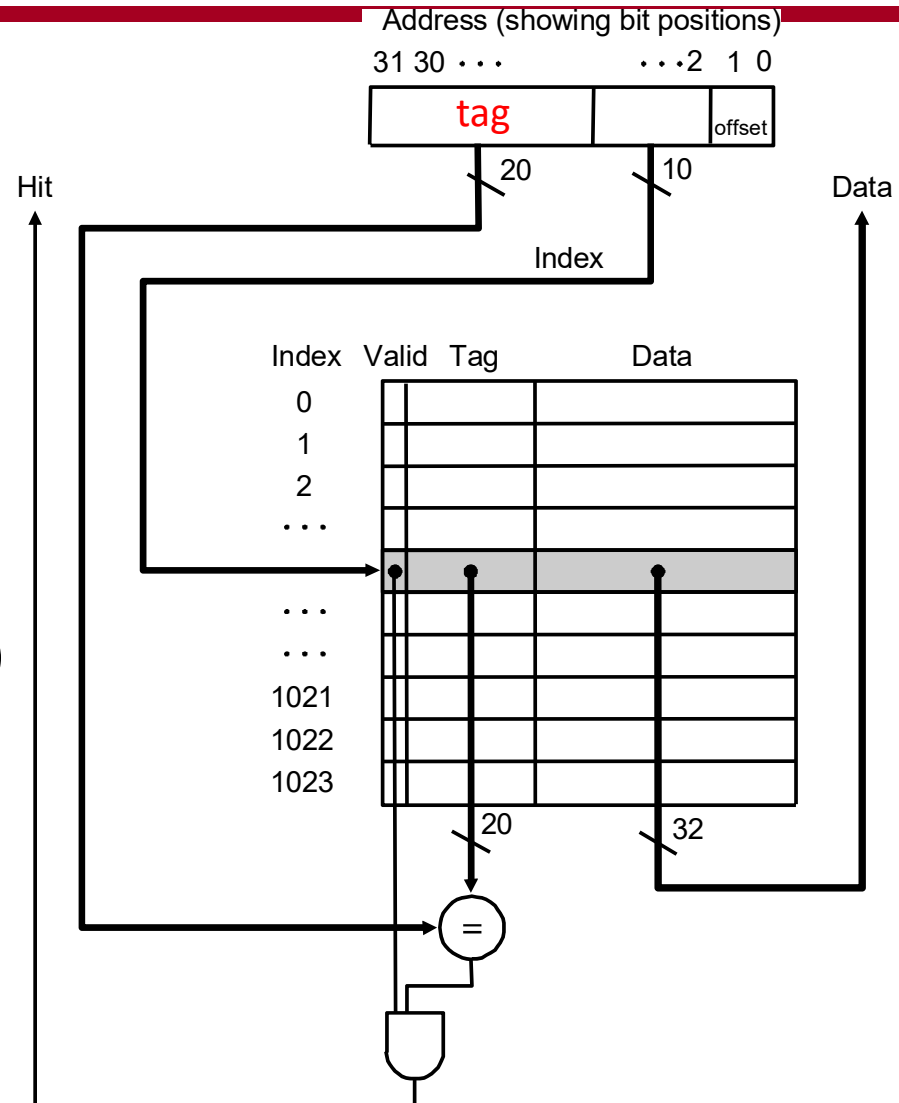 Address (showing bit positions)
31 30 · · · · · · 2 1 0
tag offset
20 10
Hit Data
Index
Index Valid Tag Data
0
1
2
· · ·
· · ·
)
· · ·
1021
1022
1023
20 32
=